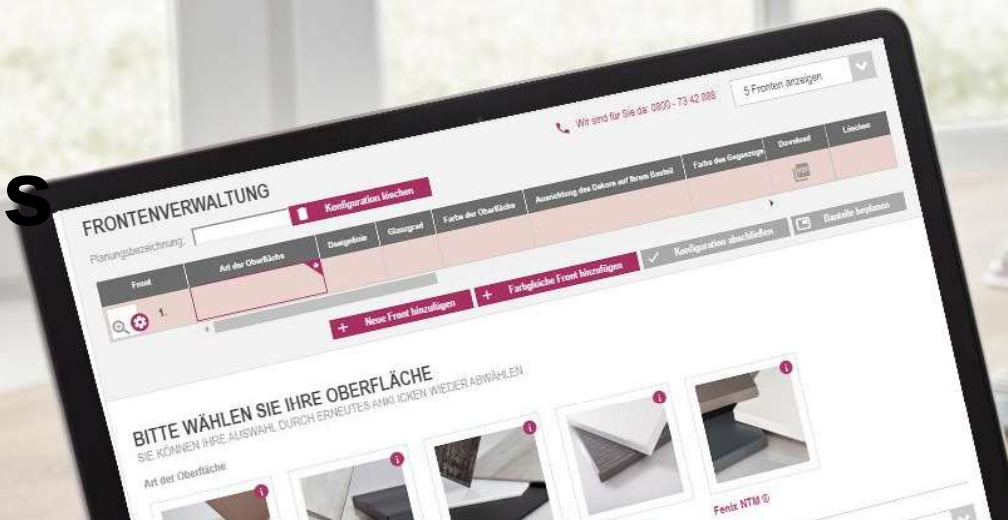 S
Wir sind für Sie da: 0800 - 73 42 888
5 Fronten anzeigen
FRONTENVERWALTUNG
Planungsbezeichnung:
Konfiguration löschen
Front
Art der Oberfläche
Designlinie
Glanzgrad
Farbe der Oberfläche
Ausrichtung des Dekors auf Ihrem Bauteil
Farbe des Gegenzugs
Download
Löschen
1.
*
PDF
+ Neue Front hinzufügen
+ Farbgleiche Front hinzufügen
Konfiguration abschließen
Bauteile beplanen
BITTE WÄHLEN SIE IHRE OBERFLÄCHE
SIE KÖNNEN IHRE AUSWAHL DURCH ERNEUTES ANKLICKEN WIEDER ABWÄHLEN
Art der Oberfläche
i
i
i
i
i
Fenix NTM ®